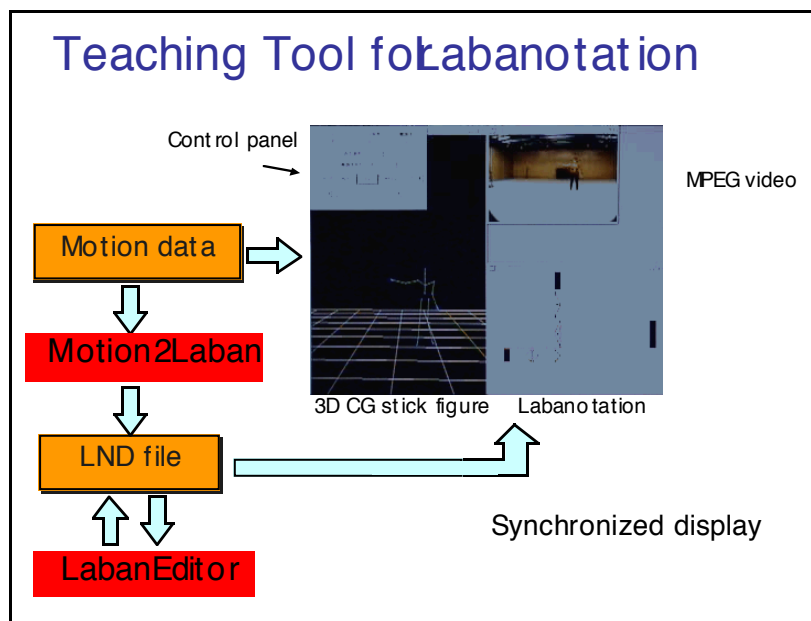 Teaching Tool foLabanotation
Control panel
MPEG video
Motion data
Motion2Laban
3D CG stick figure Labanotation
LND file
Synchronized display
LabanEditor